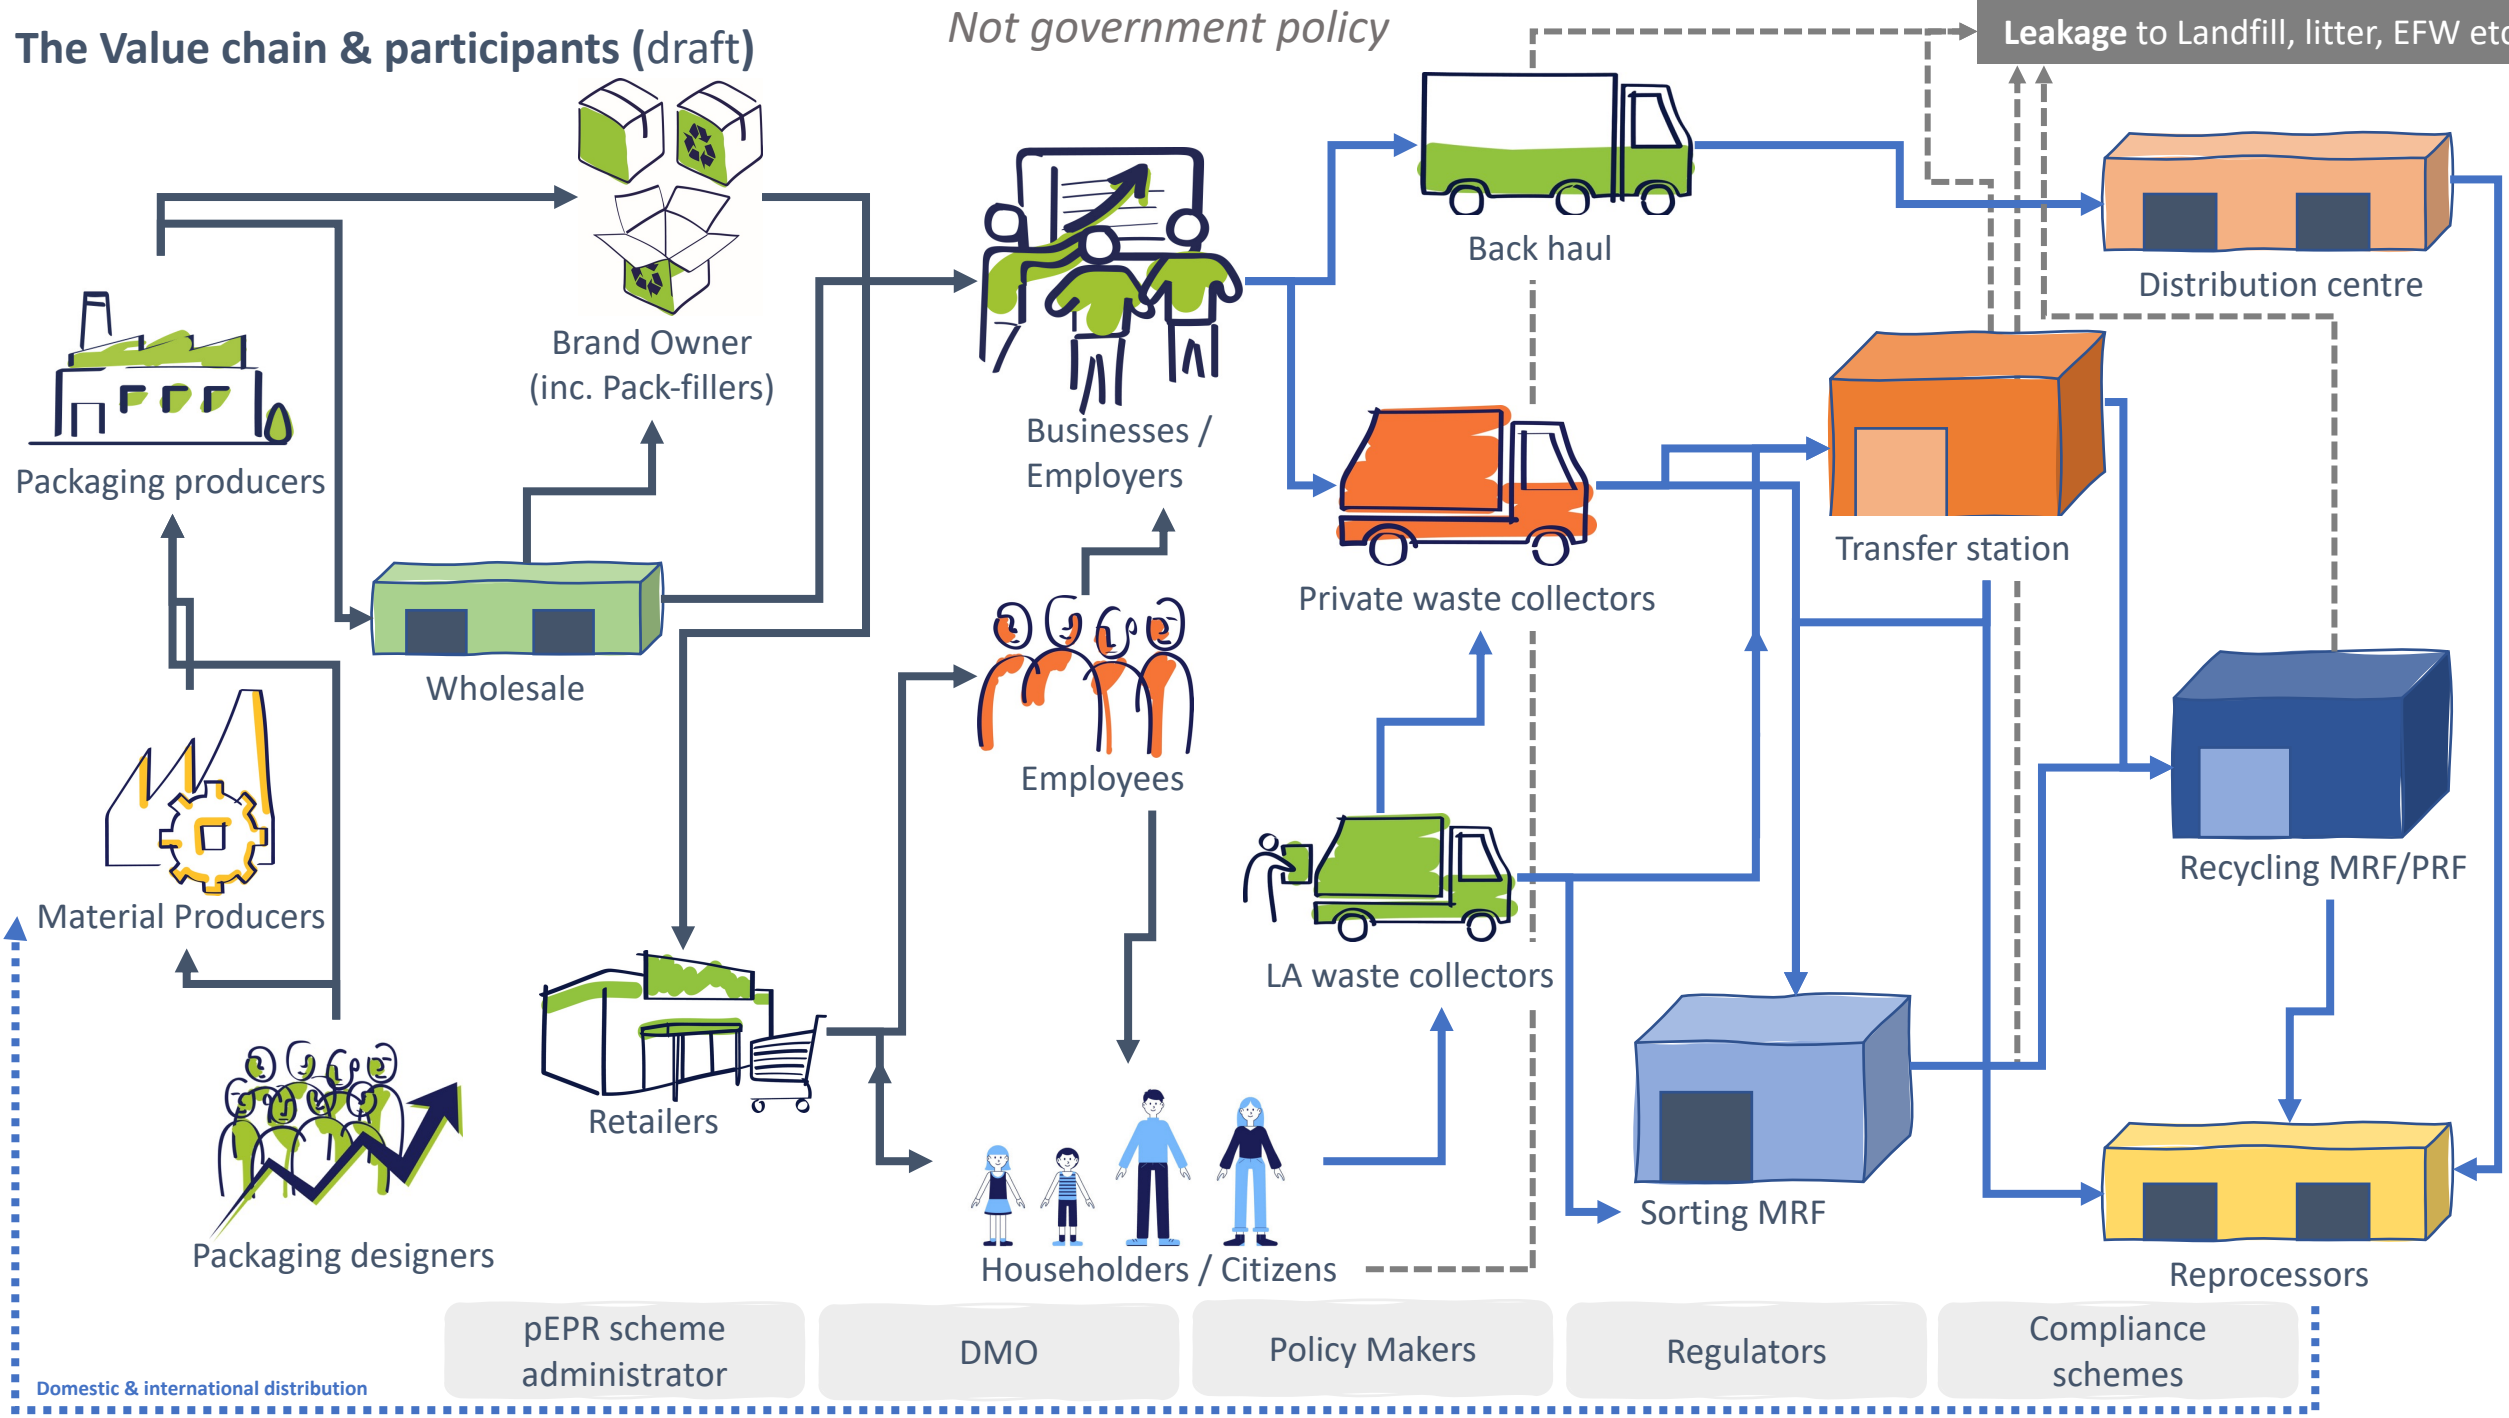 The Value chain & participants (draft)
Not government policy
Leakage to Landfill, litter, EFW etc
Back haul
Distribution centre
Brand Owner
(inc. Pack-fillers)
Businesses /
Employers
Packaging producers
Transfer station
Private waste collectors
Wholesale
Employees
Recycling MRF/PRF
Material Producers
LA waste collectors
Retailers
Sorting MRF
Packaging designers
Householders / Citizens
Reprocessors
pEPR scheme
administrator
DMO
Policy Makers
Regulators
Compliance
schemes
Domestic & international distribution